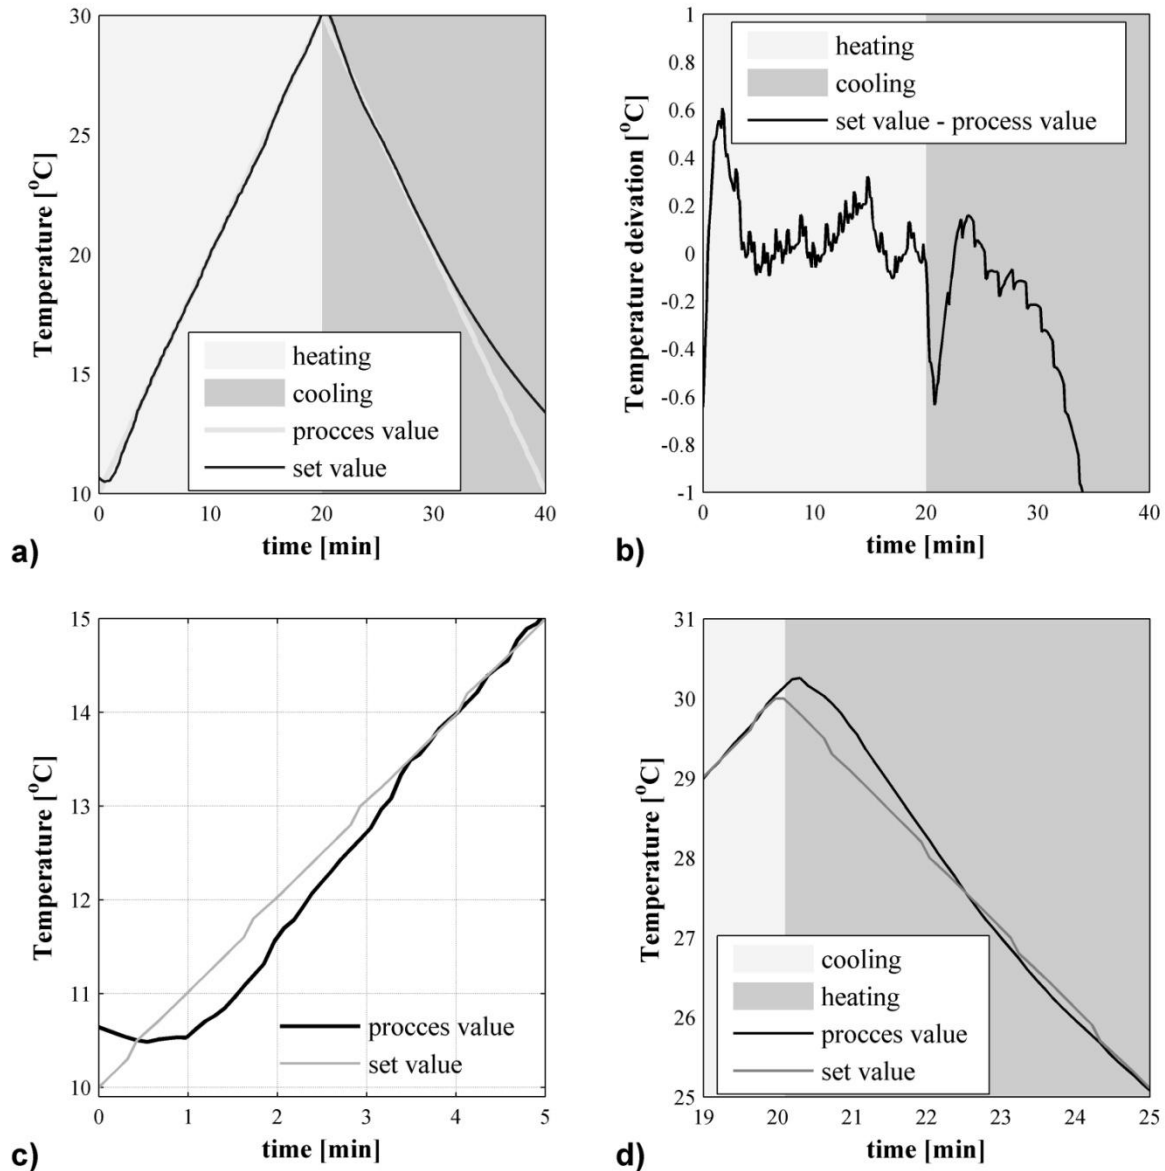 30
25
20
15
10
Temperature [°C]
heating
cooling
procces value
set value
0
10
20
30
40
time [min]
a)
1
0.8
0.6
0.4
0.2
0
-0.2
-0.4
-0.6
-0.8
-1
Temperature deivation [°C]
heating
cooling
set value - process value
0
10
20
30
40
time [min]
b)
15
14
13
12
11
10
Temperature [°C]
procces value
set value
0
1
2
3
4
5
time [min]
c)
31
30
29
28
27
26
25
Temperature [°C]
cooling
heating
procces value
set value
19
20
21
22
23
24
25
time [min]
d)